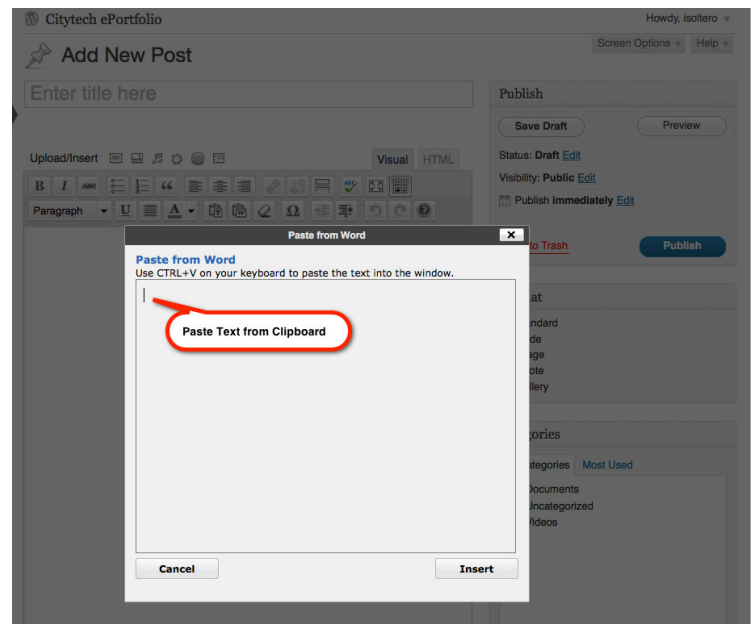 Citytech ePortfolio
Howdy, isoltero
Screen Options
Help
Add New Post
Enter title here
Publish
Save Draft
Preview
Upload/Insert
Visual
HTML
Status: Draft Edit
Visibility: Public Edit
B I ABC
Publish immediately Edit
Paragraph
U A
Paste from Word
to Trash
Publish
Paste from Word
Use CTRL+V on your keyboard to paste the text into the window.
Paste Text from Clipboard
Most Used
Cancel
Insert